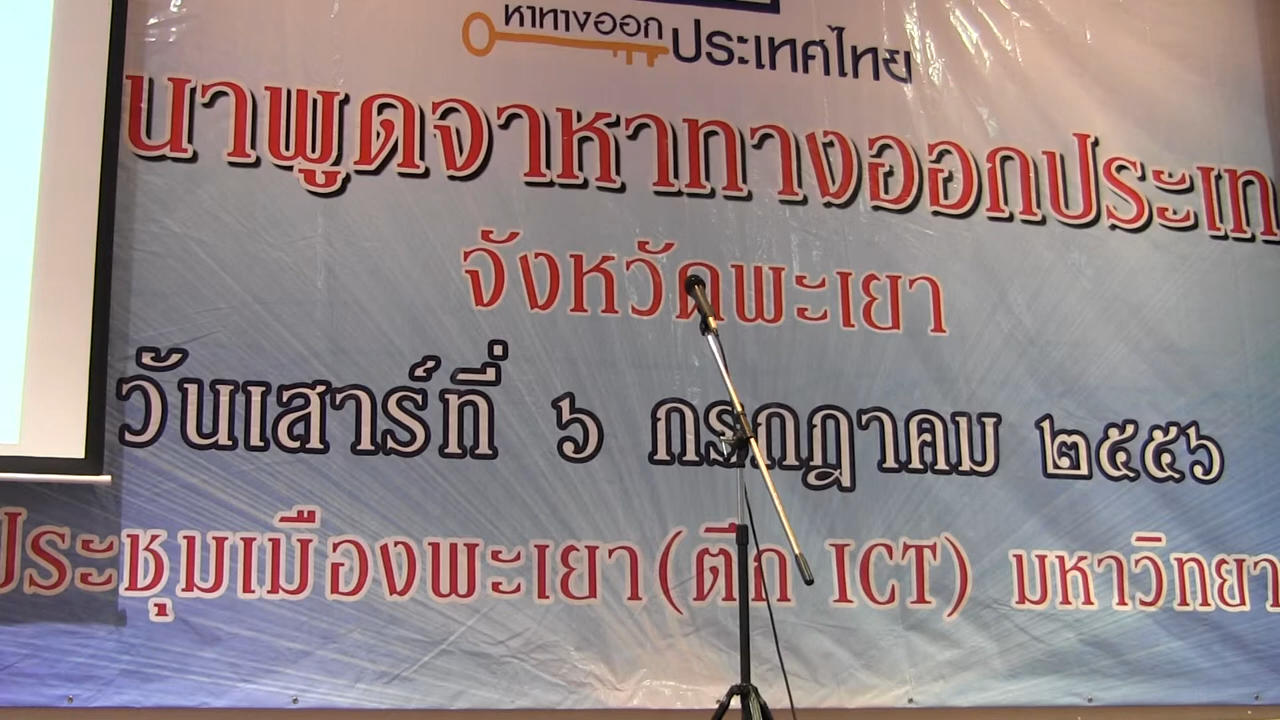 หาทางออก
ประเทศไทย
นาพูดจาหาทางออกประเท
จังหวัดพะเยา
วันเสาร์ที่ ๖ กรกฎาคม ๒๕๕๖
ประชุมเมืองพะเยา(ตึก ICT) มหาวิทยา